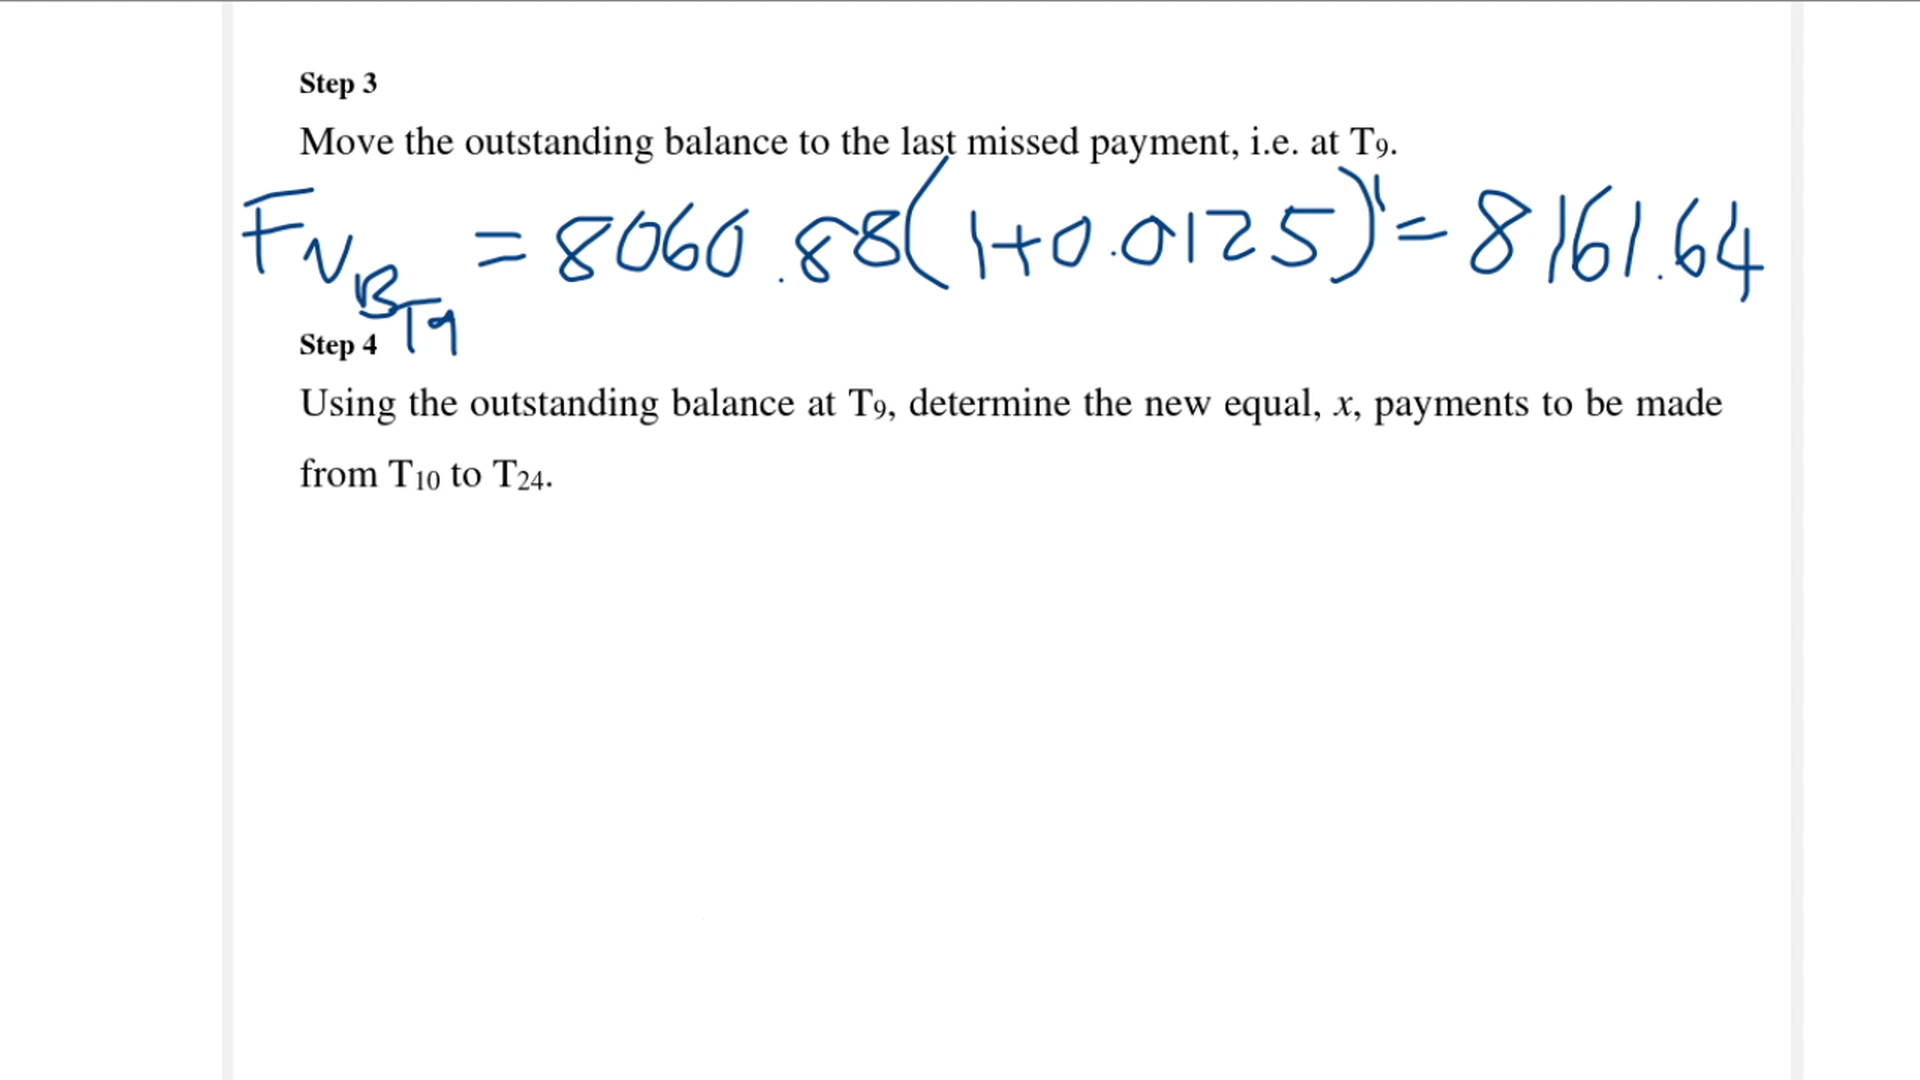 Step 3
Move the outstanding balance to the last missed payment, i.e. at T9.
FVBT9 = 8060.88(1+0.0125)^1 = 8161.64
Step 4
Using the outstanding balance at T9, determine the new equal, x, payments to be made
from T10 to T24.